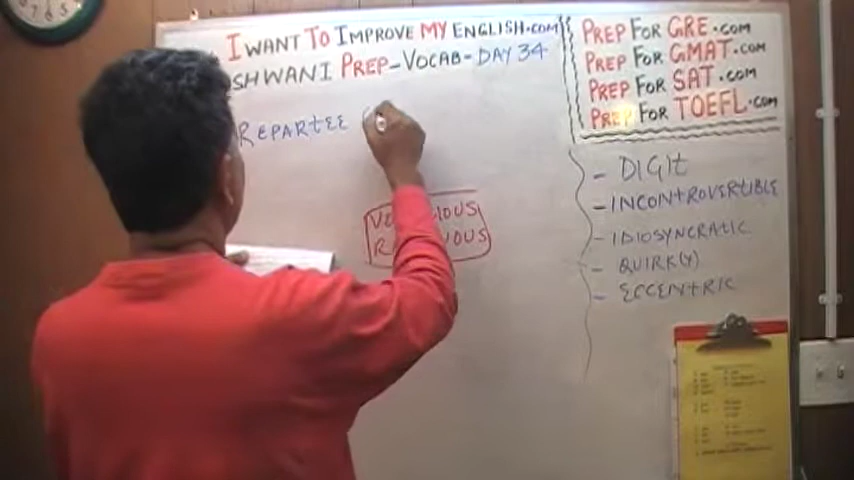 I WANT TO IMPROVE MY ENGLISH.COM
SHWANI PREP-VOCAB-DAY 34
PREP FOR GRE.COM
PREP FOR GMAT.COM
PREP FOR SAT.COM
PREP FOR TOEFL.COM
REPARTEE
- DIGIT
- INCONTROVERTIBLE
- IDIOSYNCRATIC
- QUIRK(Y)
- ECCENTRIC